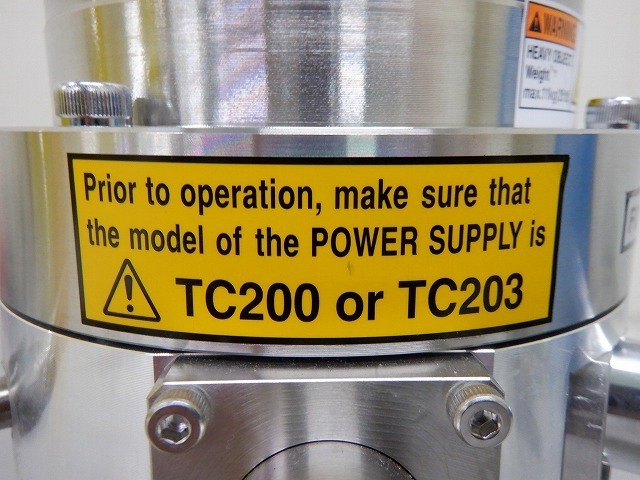 WARNING
HEAVY OBJECT
Weight
Prior to operation, make sure that
the model of the POWER SUPPLY is
TC200 or TC203